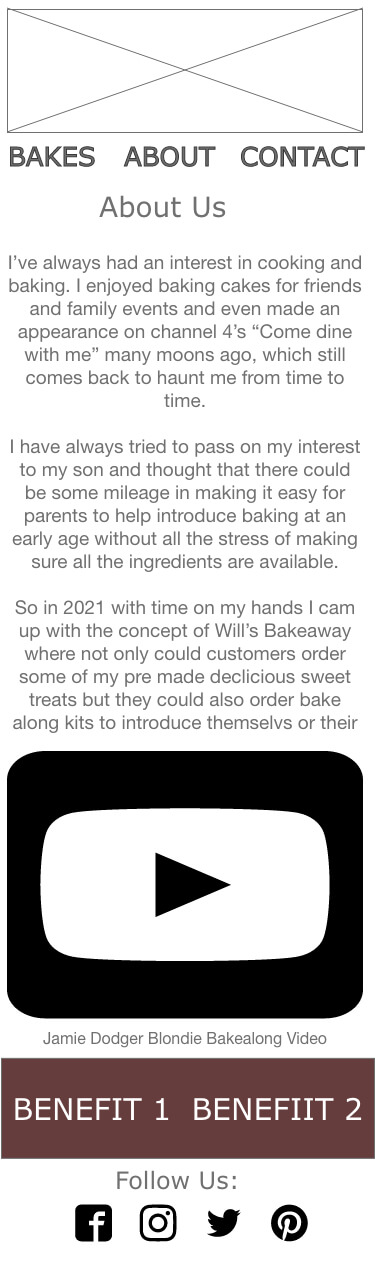 BAKES ABOUT CONTACT
About Us
I’ve always had an interest in cooking and
baking. I enjoyed baking cakes for friends
and family events and even made an
appearance on channel 4’s “Come dine
with me” many moons ago, which still
comes back to haunt me from time to
time.
I have always tried to pass on my interest
to my son and thought that there could
be some mileage in making it easy for
parents to help introduce baking at an
early age without all the stress of making
sure all the ingredients are available.
So in 2021 with time on my hands I cam
up with the concept of Will’s Bakeaway
where not only could customers order
some of my pre made declicious sweet
treats but they could also order bake
along kits to introduce themselvs or their
Jamie Dodger Blondie Bakealong Video
BENEFIT 1 BENEFIIT 2
Follow Us: